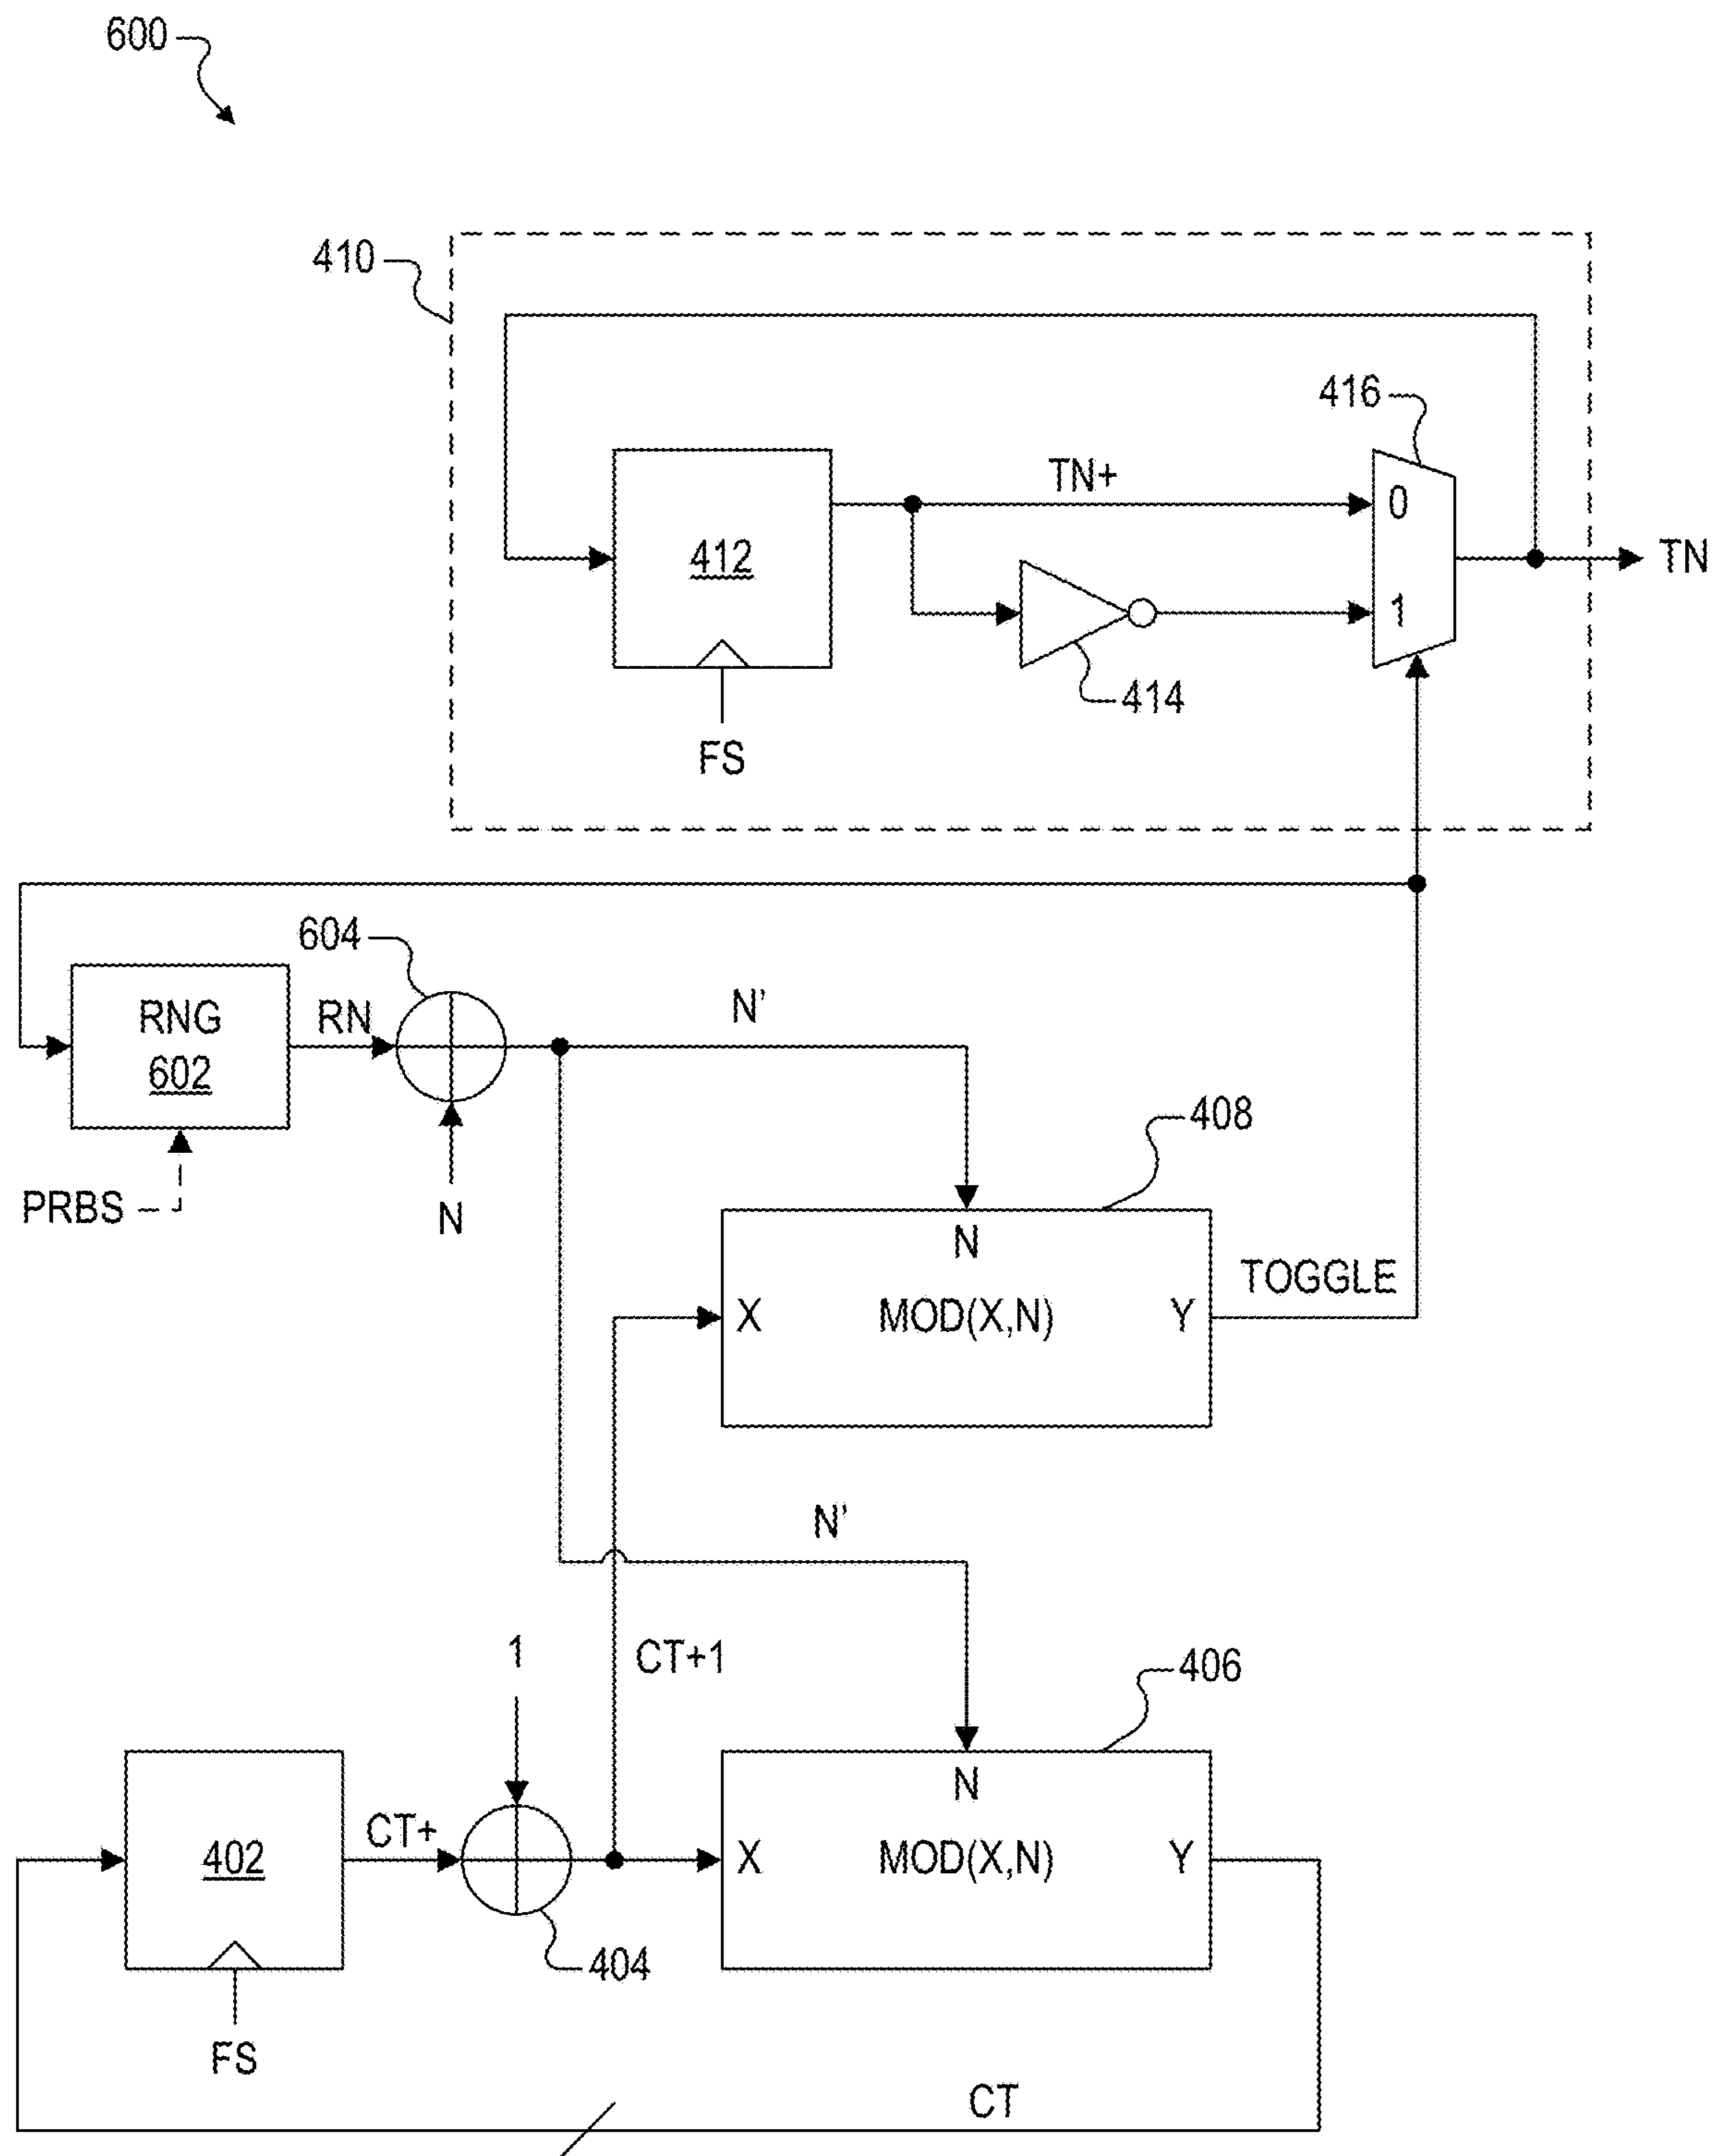 600
410
416
TN+
0
412
TN
1
414
FS
604
RNG
602
RN
N'
408
PRBS
N
N
TOGGLE
X
MOD(X,N)
Y
N'
1
CT+1
406
N
CT+
402
X
MOD(X,N)
Y
404
FS
CT